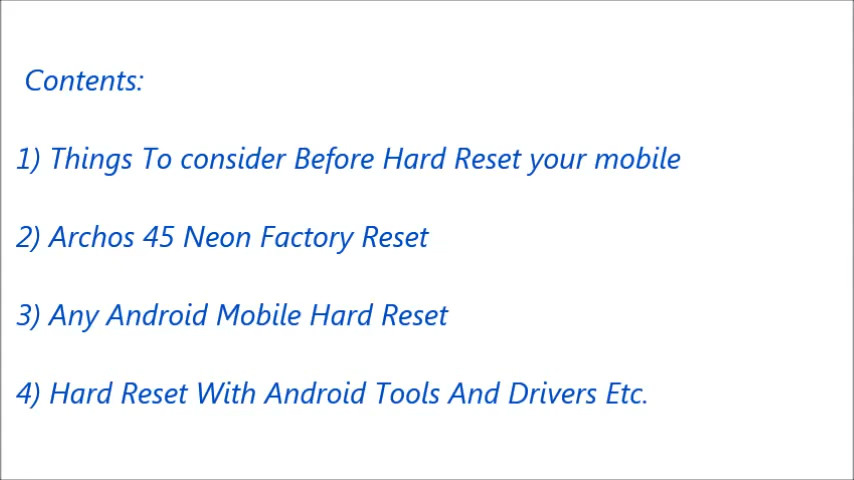 Contents:
1) Things To consider Before Hard Reset your mobile
2) Archos 45 Neon Factory Reset
3) Any Android Mobile Hard Reset
4) Hard Reset With Android Tools And Drivers Etc.